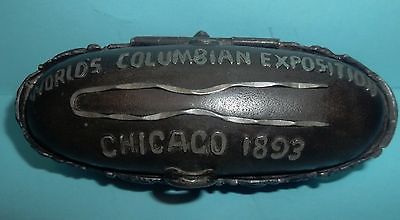 WORLD'S COLUMBIAN EXPOSITION
CHICAGO 1893